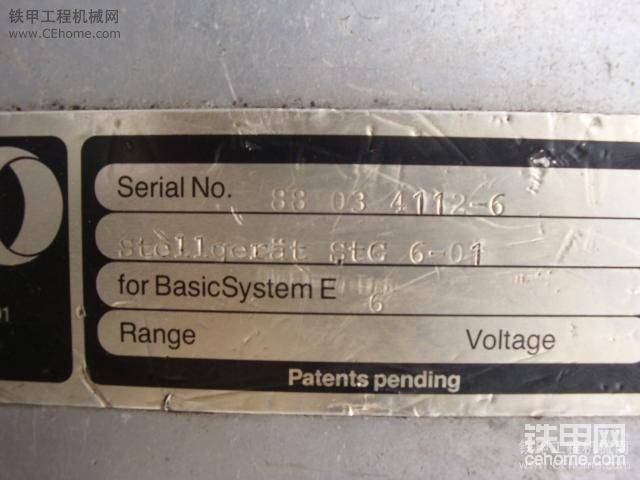 铁甲工程机械网
www.CEhome.com
Serial No. 88 03 4112-6
Stellgerät StG 6-01
for BasicSystem E 6
01
Range Voltage
Patents pending
铁甲网
cehome.com